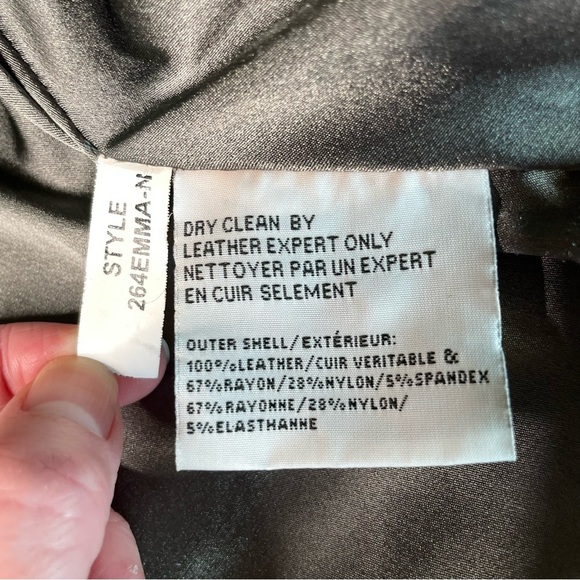 STYLE
264EMMA-N
DRY CLEAN BY
LEATHER EXPERT ONLY
NETTOYER PAR UN EXPERT
EN CUIR SELEMENT
OUTER SHELL/EXTÉRIEUR:
100%LEATHER/CUIR VERITABLE &
67%RAYON/28%NYLON/5%SPANDEX
67%RAYONNE/28%NYLON/
5%ELASTHANNE